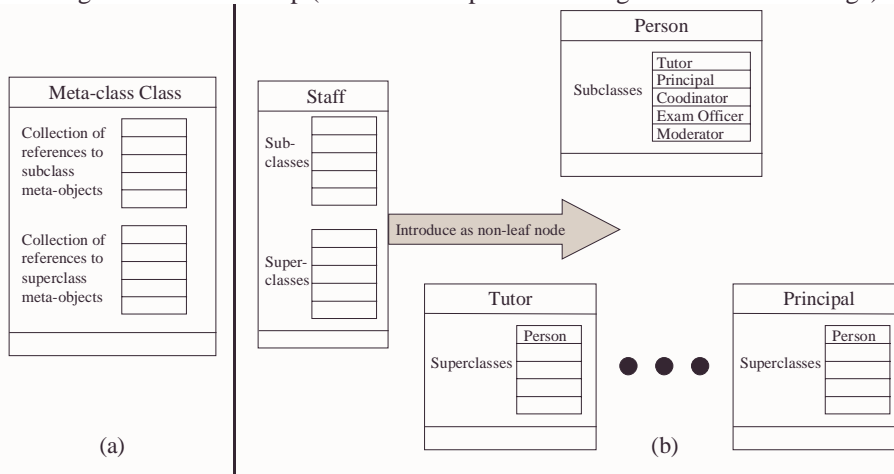 Person
Tutor
Principal
Coodinator
Exam Officer
Moderator
Subclasses
Meta-class Class
Collection of
references to
subclass
meta-objects
Collection of
references to
superclass
meta-objects
Staff
Sub-
classes
Super-
classes
Introduce as non-leaf node
Tutor
Superclasses
Person
Principal
Superclasses
Person
(a)
(b)